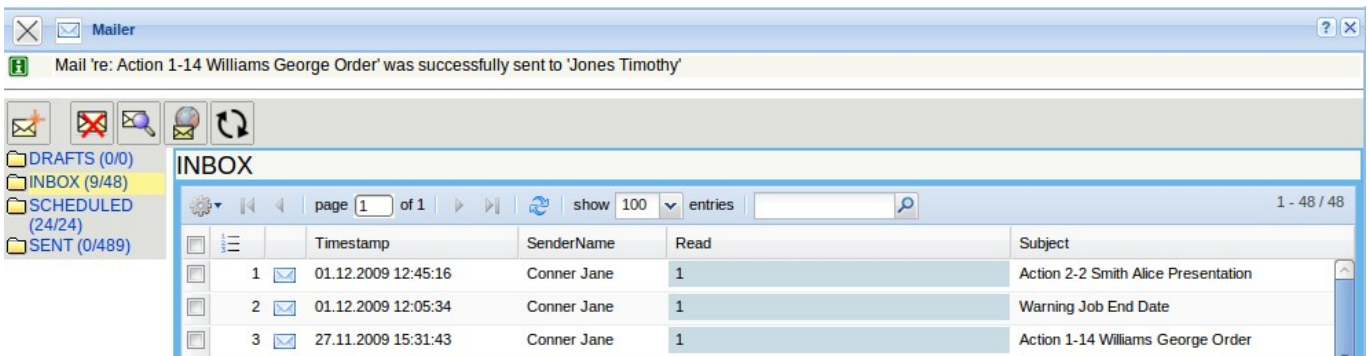 Mailer ?
Mail 're: Action 1-14 Williams George Order' was successfully sent to 'Jones Timothy'
DRAFTS (0/0)
INBOX (9/48)
SCHEDULED
(24/24)
SENT (0/489)
INBOX
page 1 of 1 show 100 entries 1 - 48 / 48
Timestamp SenderName Read Subject
1 01.12.2009 12:45:16 Conner Jane 1 Action 2-2 Smith Alice Presentation
2 01.12.2009 12:05:34 Conner Jane 1 Warning Job End Date
3 27.11.2009 15:31:43 Conner Jane 1 Action 1-14 Williams George Order